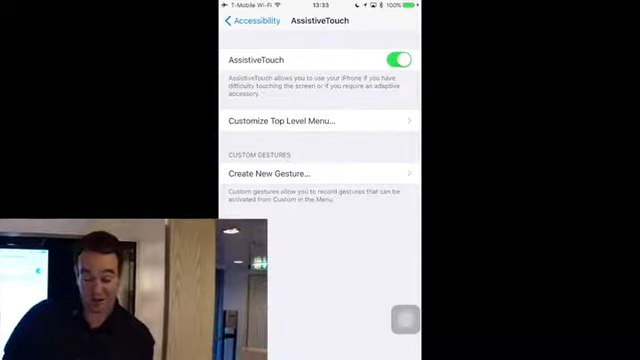 T-Mobile Wi-Fi
13:33
100%
Accessibility
AssistiveTouch
AssistiveTouch
AssistiveTouch allows you to use your iPhone if you have
difficulty touching the screen or if you require an adaptive
accessory.
Customize Top Level Menu...
CUSTOM GESTURES
Create New Gesture...
Custom gestures allow you to record gestures that can be
activated from Custom in the Menu.